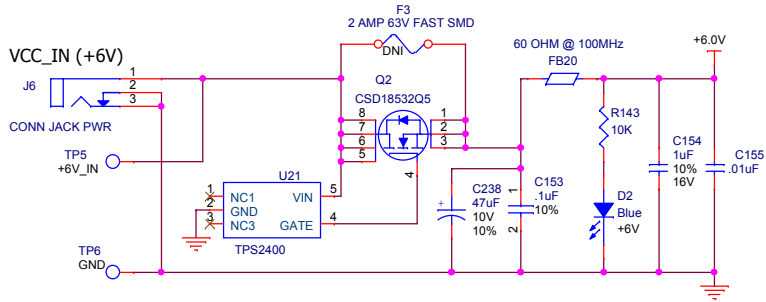 F3
2 AMP 63V FAST SMD
DNI
VCC_IN (+6V)
J6
1
2
3
CONN JACK PWR
TP5
+6V_IN
Q2
CSD18532Q5
8
7
6
5
1
2
3
4
60 OHM @ 100MHz
FB20
+6.0V
U21
1
2
3
NC1
GND
NC3
VIN
GATE
5
4
TPS2400
C238
47uF
10V
10%
+
1
2
C153
.1uF
10%
R143
10K
D2
Blue
+6V
C154
1uF
10%
16V
C155
.01uF
TP6
GND